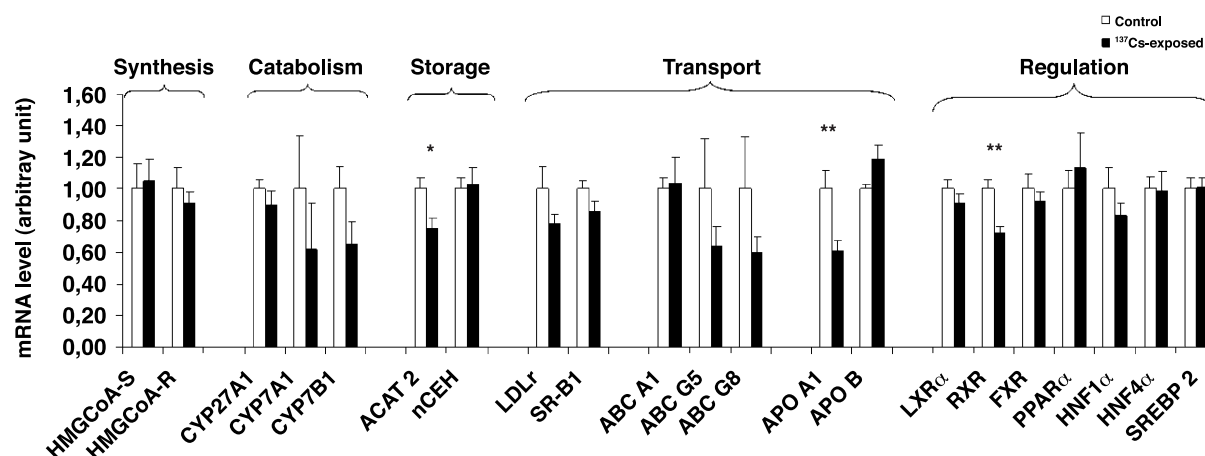 Control
¹³⁷Cs-exposed
Synthesis Catabolism Storage Transport Regulation
mRNA level (arbitray unit)
1,60
1,40
1,20
1,00
0,80
0,60
0,40
0,20
0,00
* ** **
HMGCoA-S
HMGCoA-R
CYP27A1
CYP7A1
CYP7B1
ACAT 2
nCEH
LDLr
SR-B1
ABC A1
ABC G5
ABC G8
APO A1
APO B
LXRα
RXR
FXR
PPARα
HNF1α
HNF4α
SREBP 2